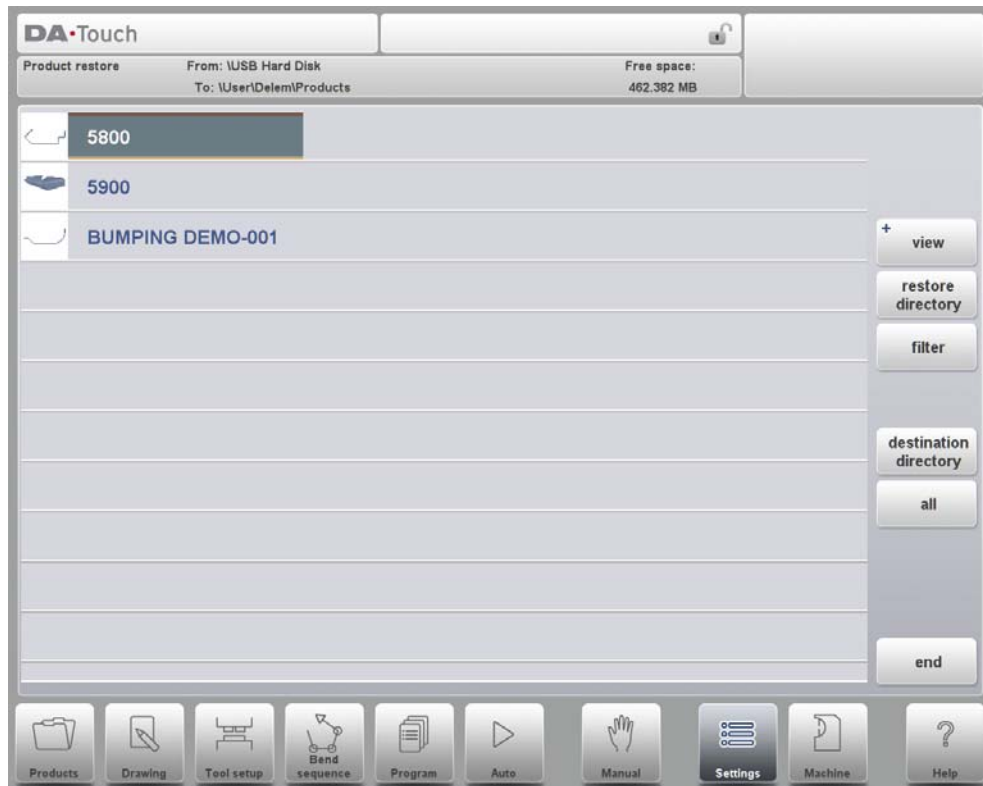 DA·Touch
Product restore From: \USB Hard Disk Free space:
To: \User\Delem\Products 462.382 MB
5800
5900
BUMPING DEMO-001
+
view
restore
directory
filter
destination
directory
all
end
Products Drawing Tool setup Bend
sequence Program Auto Manual Settings Machine ? Help